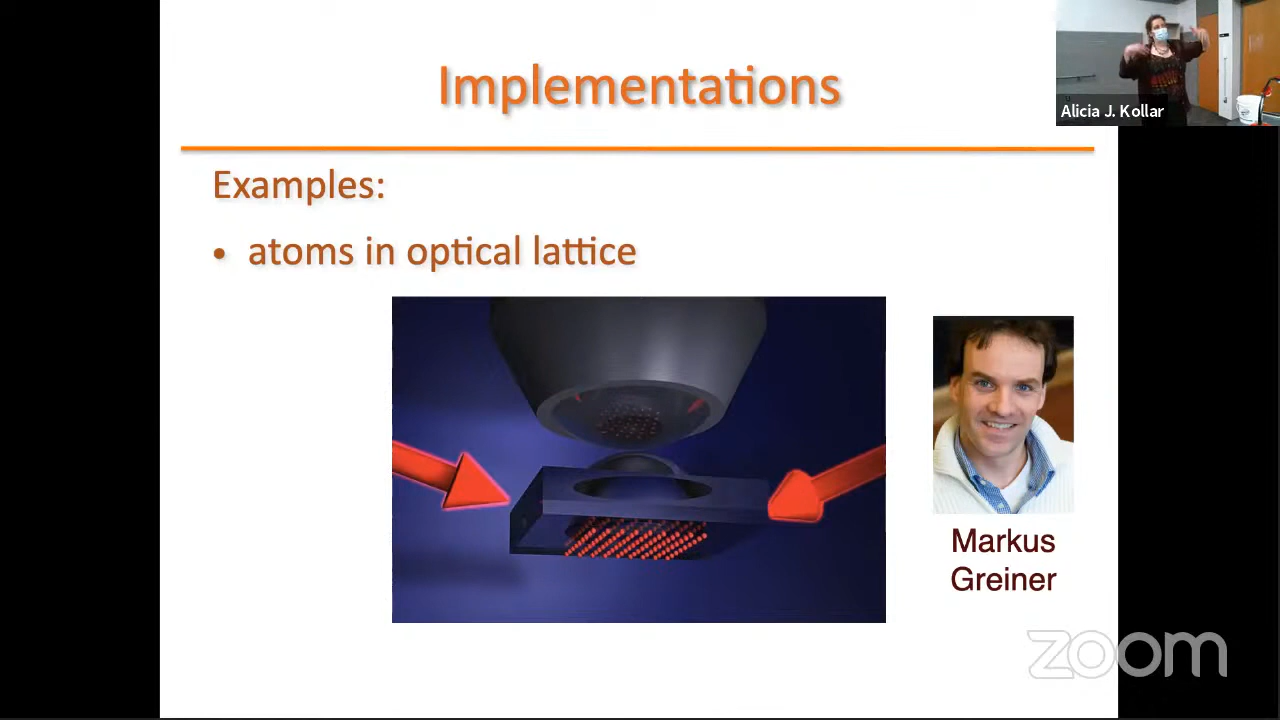 Implementations
Alicia J. Kollar
Examples:
• atoms in optical lattice
Markus
Greiner
zoom